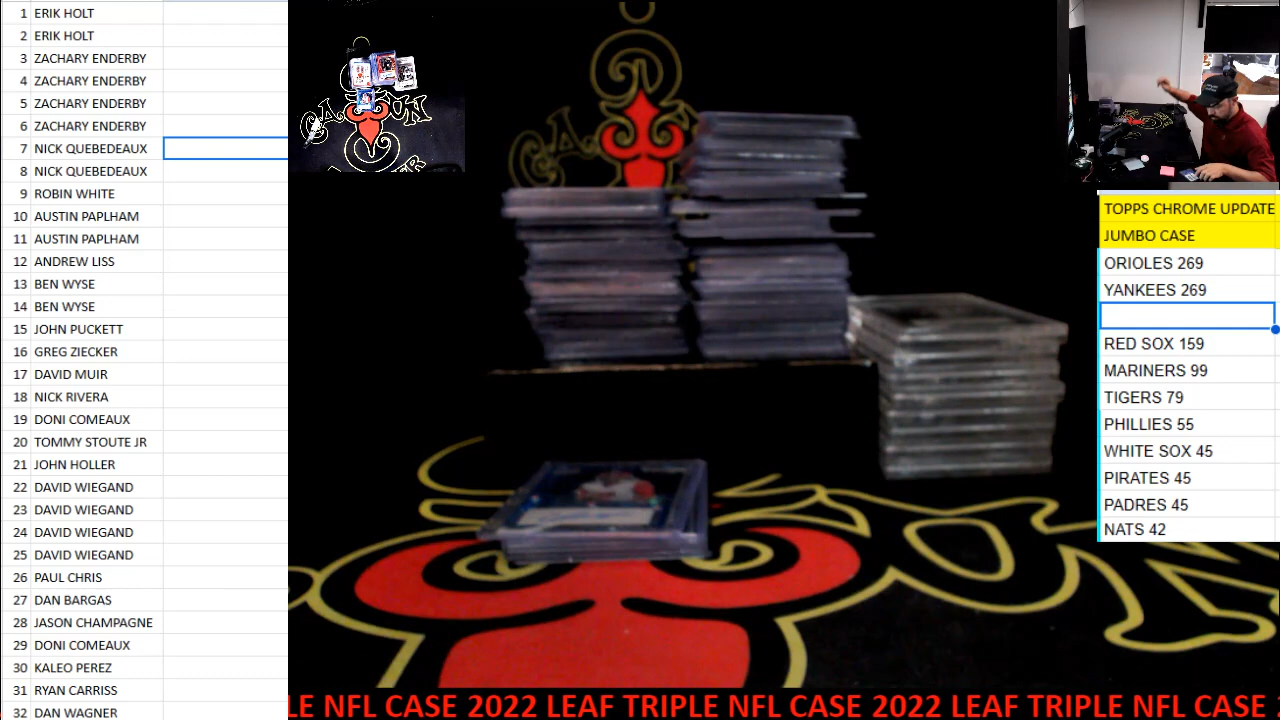 1 ERIK HOLT
2 ERIK HOLT
3 ZACHARY ENDERBY
4 ZACHARY ENDERBY
5 ZACHARY ENDERBY
6 ZACHARY ENDERBY
7 NICK QUEBEDEAUX
8 NICK QUEBEDEAUX
9 ROBIN WHITE
10 AUSTIN PAPLHAM
11 AUSTIN PAPLHAM
12 ANDREW LISS
13 BEN WYSE
14 BEN WYSE
15 JOHN PUCKETT
16 GREG ZIECKER
17 DAVID MUIR
18 NICK RIVERA
19 DONI COMEAUX
20 TOMMY STOUTE JR
21 JOHN HOLLER
22 DAVID WIEGAND
23 DAVID WIEGAND
24 DAVID WIEGAND
25 DAVID WIEGAND
26 PAUL CHRIS
27 DAN BARGAS
28 JASON CHAMPAGNE
29 DONI COMEAUX
30 KALEO PEREZ
31 RYAN CARRISS
32 DAN WAGNER
TOPPS CHROME UPDATE
JUMBO CASE
ORIOLES 269
YANKEES 269
RED SOX 159
MARINERS 99
TIGERS 79
PHILLIES 55
WHITE SOX 45
PIRATES 45
PADRES 45
NATS 42
LE NFL CASE 2022 LEAF TRIPLE NFL CASE 2022 LEAF TRIPLE NFL CASE